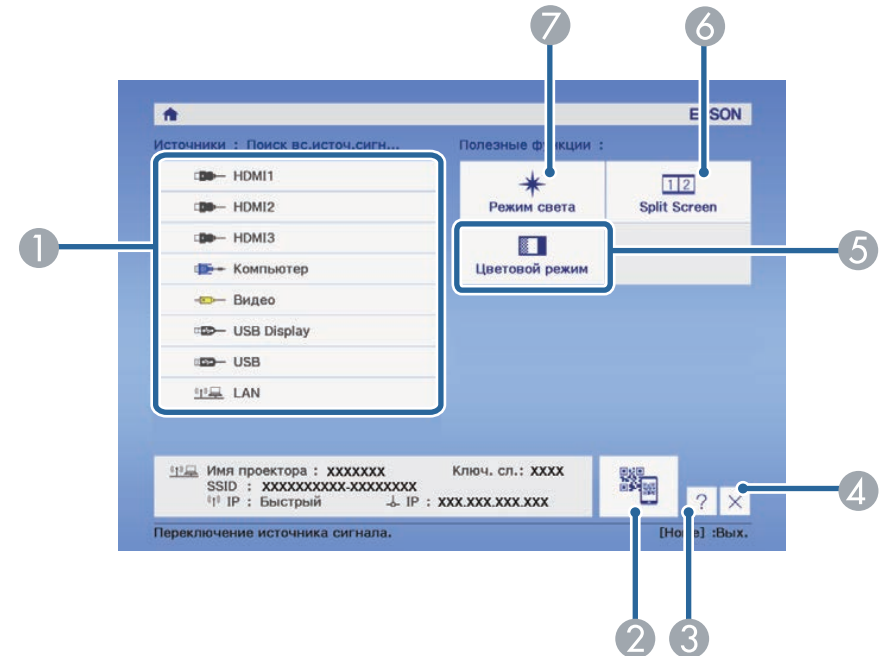 7 6
EPSON
Источники : Поиск вс.источ.сигн... Полезные функции :
HDMI1
HDMI2
HDMI3
Компьютер
Видео
USB Display
USB
LAN
Режим света
1 2
Split Screen
Цветовой режим
1
5
Имя проектора : XXXXXXX Ключ. сл.: XXXX
SSID : XXXXXXXXXX-XXXXXXXX
IP : Быстрый IP : XXX.XXX.XXX.XXX
? ×
4
Переключение источника сигнала. [Home] :Вых.
2 3